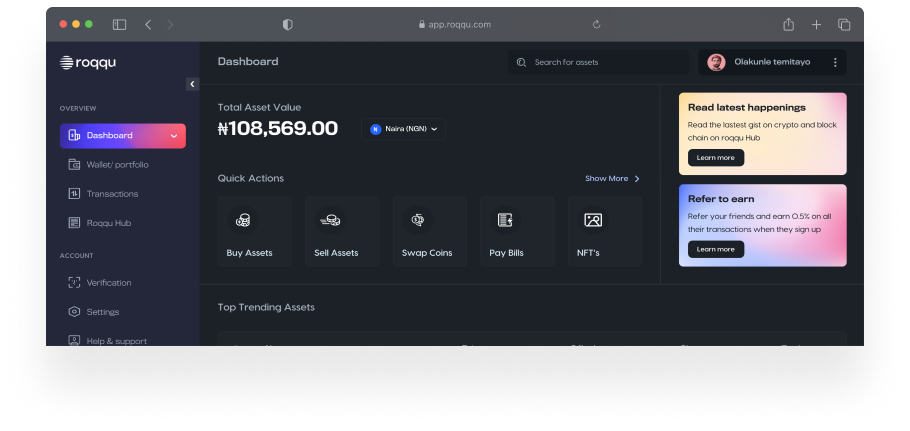 app.roqqu.com
roqqu
Dashboard
Search for assets
Olakunle temitayo
OVERVIEW
Dashboard
Wallet/ portfolio
Transactions
Roqqu Hub
ACCOUNT
Verification
Settings
Help & support
Total Asset Value
₦108,569.00
N Naira (NGN)
Quick Actions
Show More
Buy Assets
Sell Assets
Swap Coins
Pay Bills
NFT's
Top Trending Assets
Read latest happenings
Read the lastest gist on crypto and block
chain on roqqu Hub
Learn more
Refer to earn
Refer your friends and earn 0.5% on all
their transactions when they sign up
Learn more